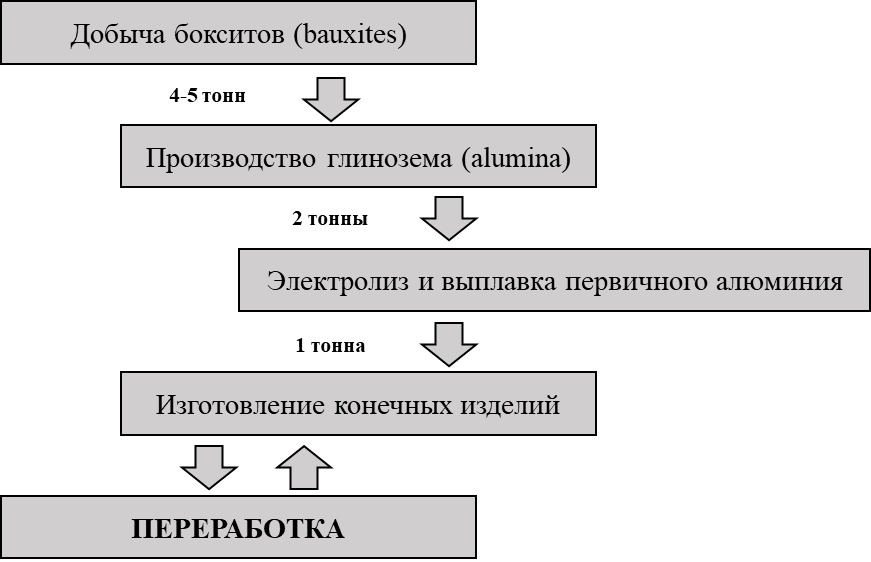 Добыча бокситов (bauxites)
4-5 тонн
Производство глинозема (alumina)
2 тонны
Электролиз и выплавка первичного алюминия
1 тонна
Изготовление конечных изделий
ПЕРЕРАБОТКА